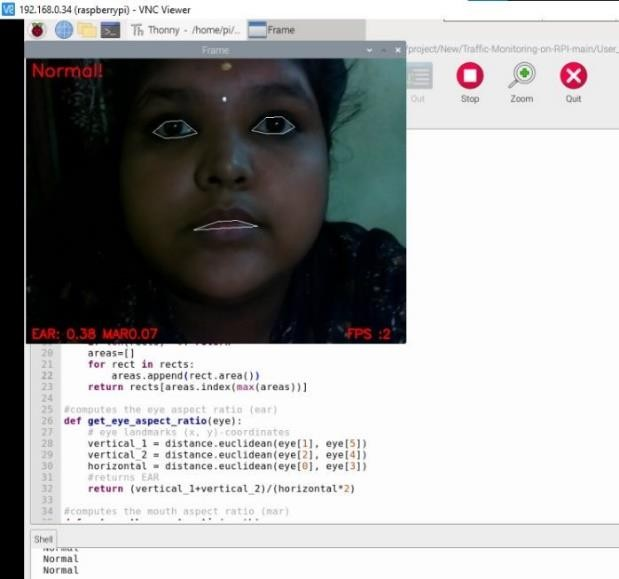 192.168.0.34 (raspberrypi) - VNC Viewer
Thonny - /home/pi/..
Frame
Frame
/project/New/Traffic-Monitoring-on-RPI-main/User_
Stop
Zoom
Quit
Normal!
EAR: 0.38 MAR0.07
FPS :2
20 areas=[]
21 for rect in rects:
22 areas.append(rect.area())
23 return rects[areas.index(max(areas))]
24
25 #computes the eye aspect ratio (ear)
26 def get_eye_aspect_ratio(eye):
27 # eye landmarks (x, y)-coordinates
28 vertical_1 = distance.euclidean(eye[1], eye[5])
29 vertical_2 = distance.euclidean(eye[2], eye[4])
30 horizontal = distance.euclidean(eye[0], eye[3])
31 #returns EAR
32 return (vertical_1+vertical_2)/(horizontal*2)
33
34 #computes the mouth aspect ratio (mar)
Shell
Normal
Normal
Normal